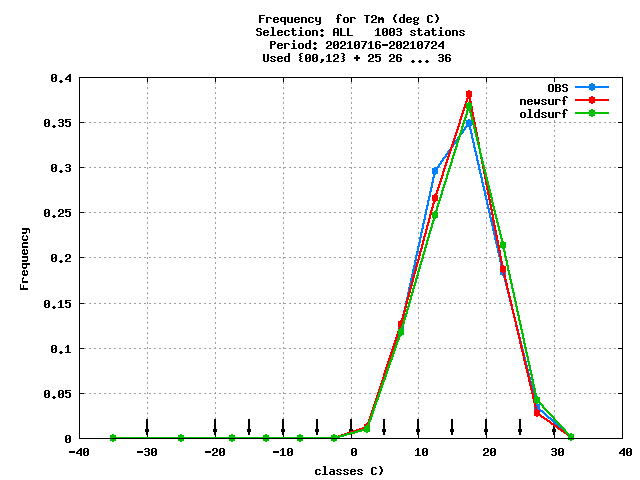 Frequency  for T2m (deg C)
Selection: ALL   1003 stations
Period: 20210716-20210724
Used {00,12} + 25 26 ... 36
OBS
newsurf
oldsurf
0.4
0.35
0.3
0.25
0.2
0.15
0.1
0.05
0
Frequency
-40 -30 -20 -10 0 10 20 30 40
classes C)